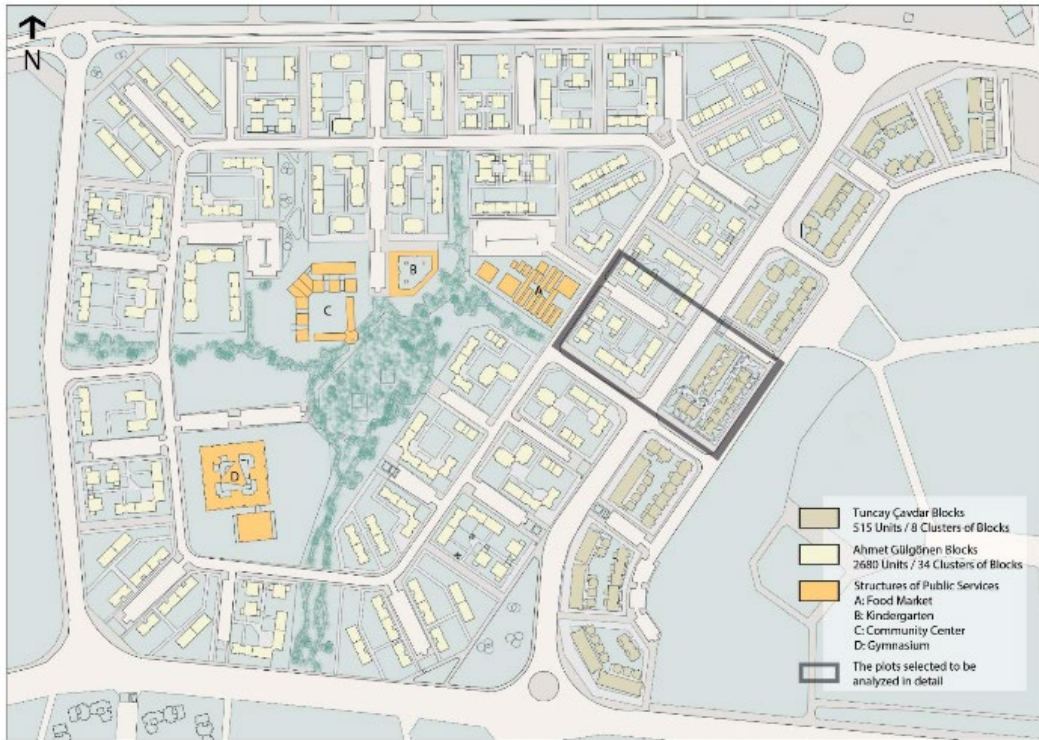 N
B
A
C
D
Tuncay Çavdar Blocks
515 Units / 8 Clusters of Blocks
Ahmet Gülgönen Blocks
2680 Units / 34 Clusters of Blocks
Structures of Public Services
A: Food Market
B: Kindergarten
C: Community Center
D: Gymnasium
The plots selected to be
analyzed in detail